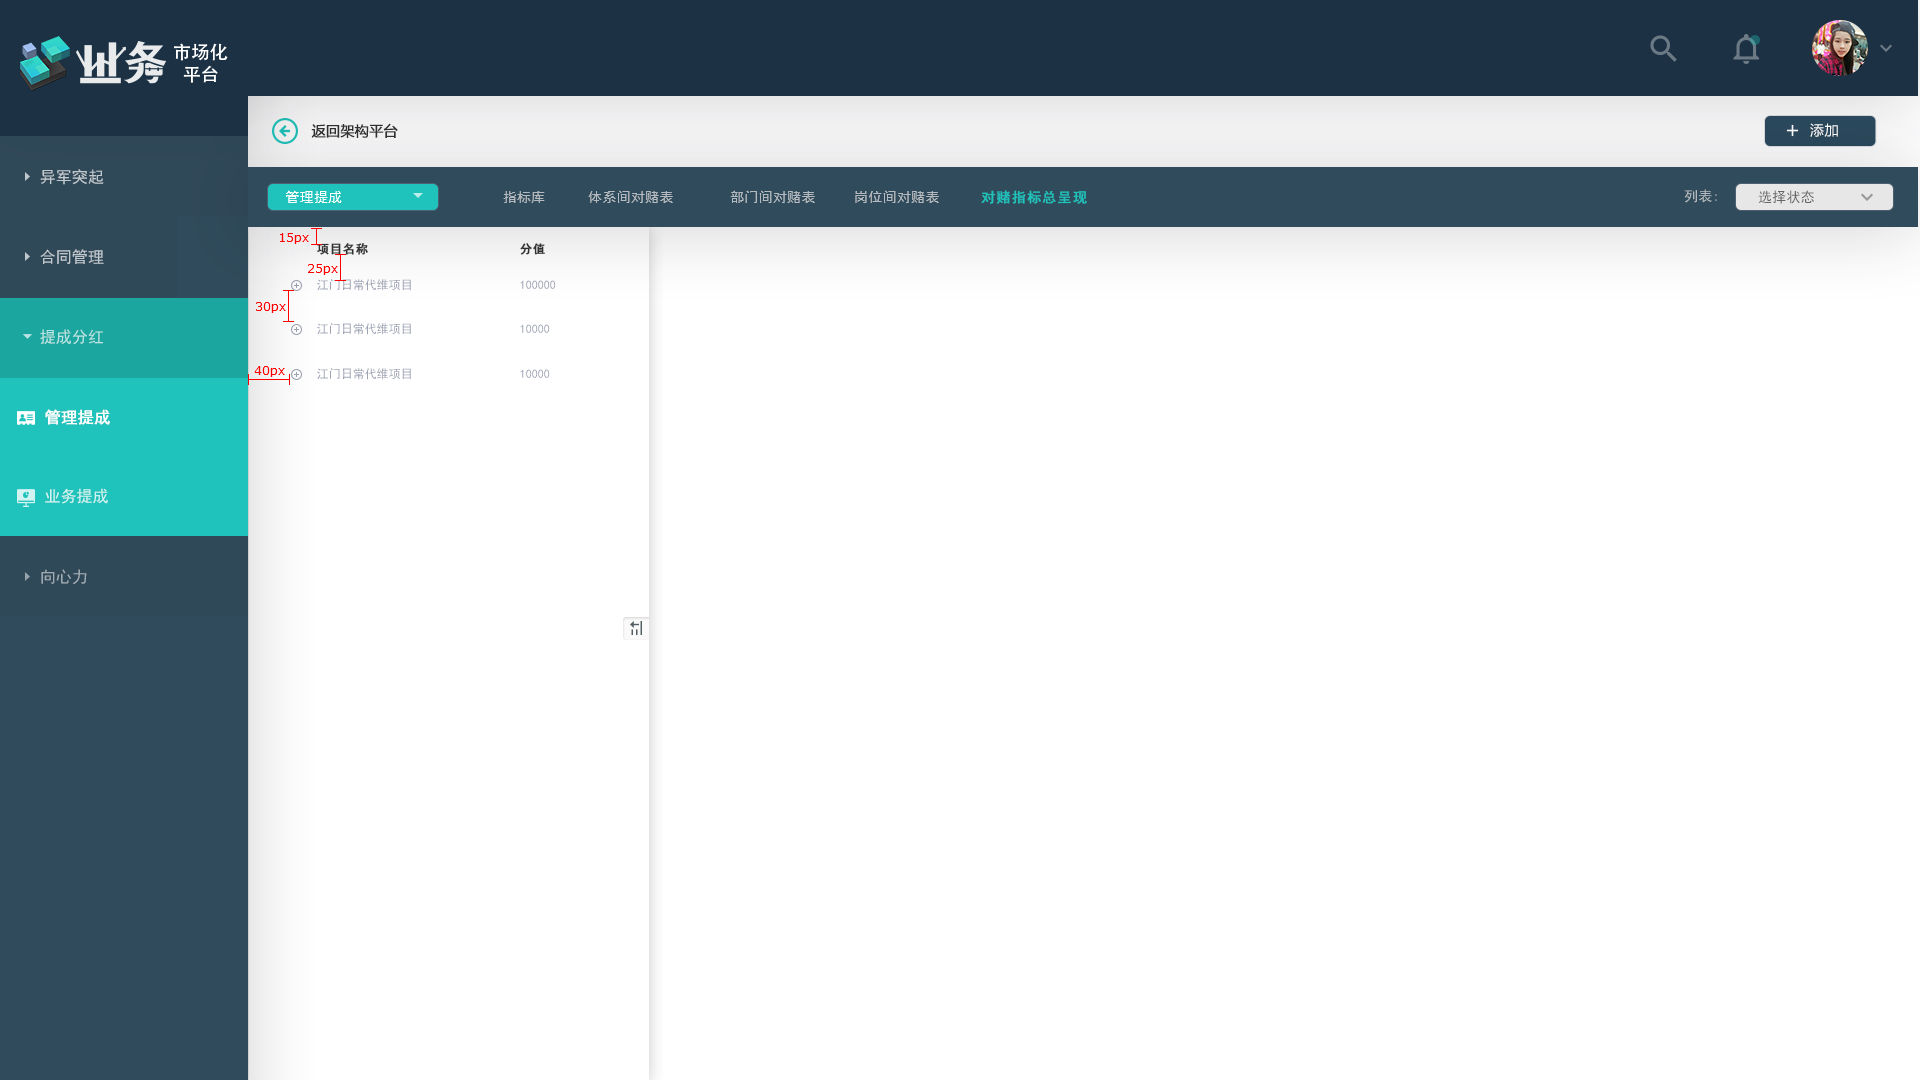 业务 市场化
平台
返回架构平台
添加
异军突起
合同管理
提成分红
管理提成
业务提成
向心力
管理提成 指标库 体系间对赌表 部门间对赌表 岗位间对赌表 对赌指标总呈现 列表: 选择状态
15px
项目名称 分值
25px
江门日常代维项目 100000
30px
江门日常代维项目 10000
40px
江门日常代维项目 10000